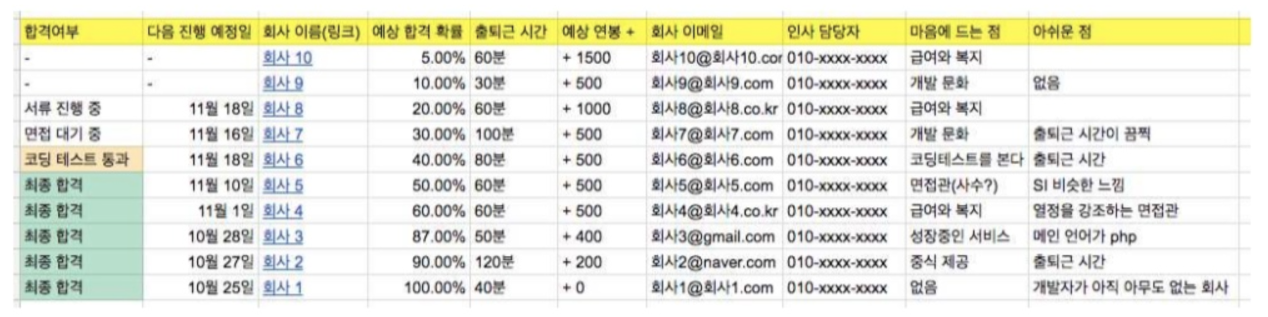 합격여부 다음 진행 예정일 회사 이름(링크) 예상 합격 확률 출퇴근 시간 예상 연봉 + 회사 이메일 인사 담당자 마음에 드는 점 아쉬운 점
- - 회사 10 5.00% 60분 + 1500 회사10@회사10.cor 010-xxxx-xxxx 급여와 복지
- - 회사 9 10.00% 30분 + 500 회사9@회사9.com 010-xxxx-xxxx 개발 문화 없음
서류 진행 중 11월 18일 회사 8 20.00% 60분 + 1000 회사8@회사8.co.kr 010-xxxx-xxxx 급여와 복지
면접 대기 중 11월 16일 회사 7 30.00% 100분 + 500 회사7@회사7.com 010-xxxx-xxxx 개발 문화 출퇴근 시간이 끔찍
코딩 테스트 통과 11월 18일 회사 6 40.00% 80분 + 500 회사6@회사6.com 010-xxxx-xxxx 코딩테스트를 본다 출퇴근 시간
최종 합격 11월 10일 회사 5 50.00% 60분 + 500 회사5@회사5.com 010-xxxx-xxxx 면접관(사수?) SI 비슷한 느낌
최종 합격 11월 1일 회사 4 60.00% 60분 + 500 회사4@회사4.co.kr 010-xxxx-xxxx 급여와 복지 열정을 강조하는 면접관
최종 합격 10월 28일 회사 3 87.00% 50분 + 400 회사3@gmail.com 010-xxxx-xxxx 성장중인 서비스 메인 언어가 php
최종 합격 10월 27일 회사 2 90.00% 120분 + 200 회사2@naver.com 010-xxxx-xxxx 중식 제공 출퇴근 시간
최종 합격 10월 25일 회사 1 100.00% 40분 + 0 회사1@회사1.com 010-xxxx-xxxx 없음 개발자가 아직 아무도 없는 회사